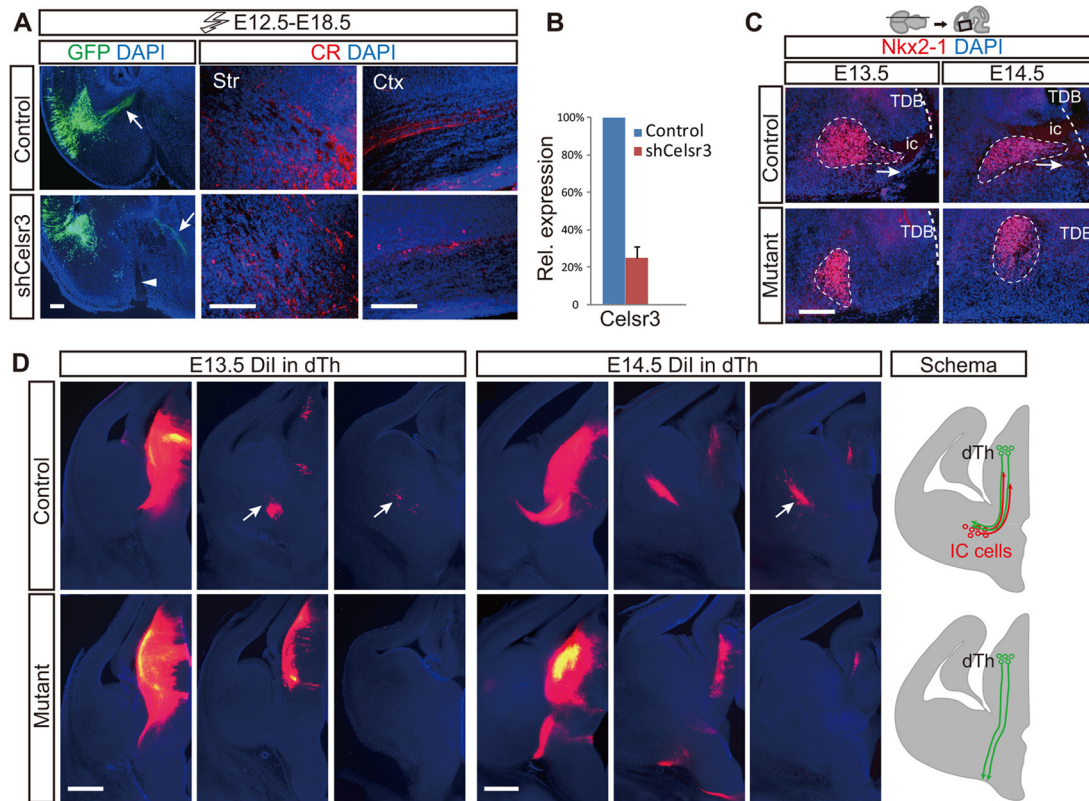 A
E12.5-E18.5
GFP DAPI
CR DAPI
Control
Str
Ctx
shCelsr3
B
100%
80%
60%
40%
20%
0
Rel. expression
Control
shCelsr3
Celsr3
C
Nkx2-1 DAPI
E13.5
E14.5
Control
TDB
ic
TDB
ic
Mutant
TDB
TDB
D
E13.5 DiI in dTh
E14.5 DiI in dTh
Schema
Control
dTh
IC cells
Mutant
dTh